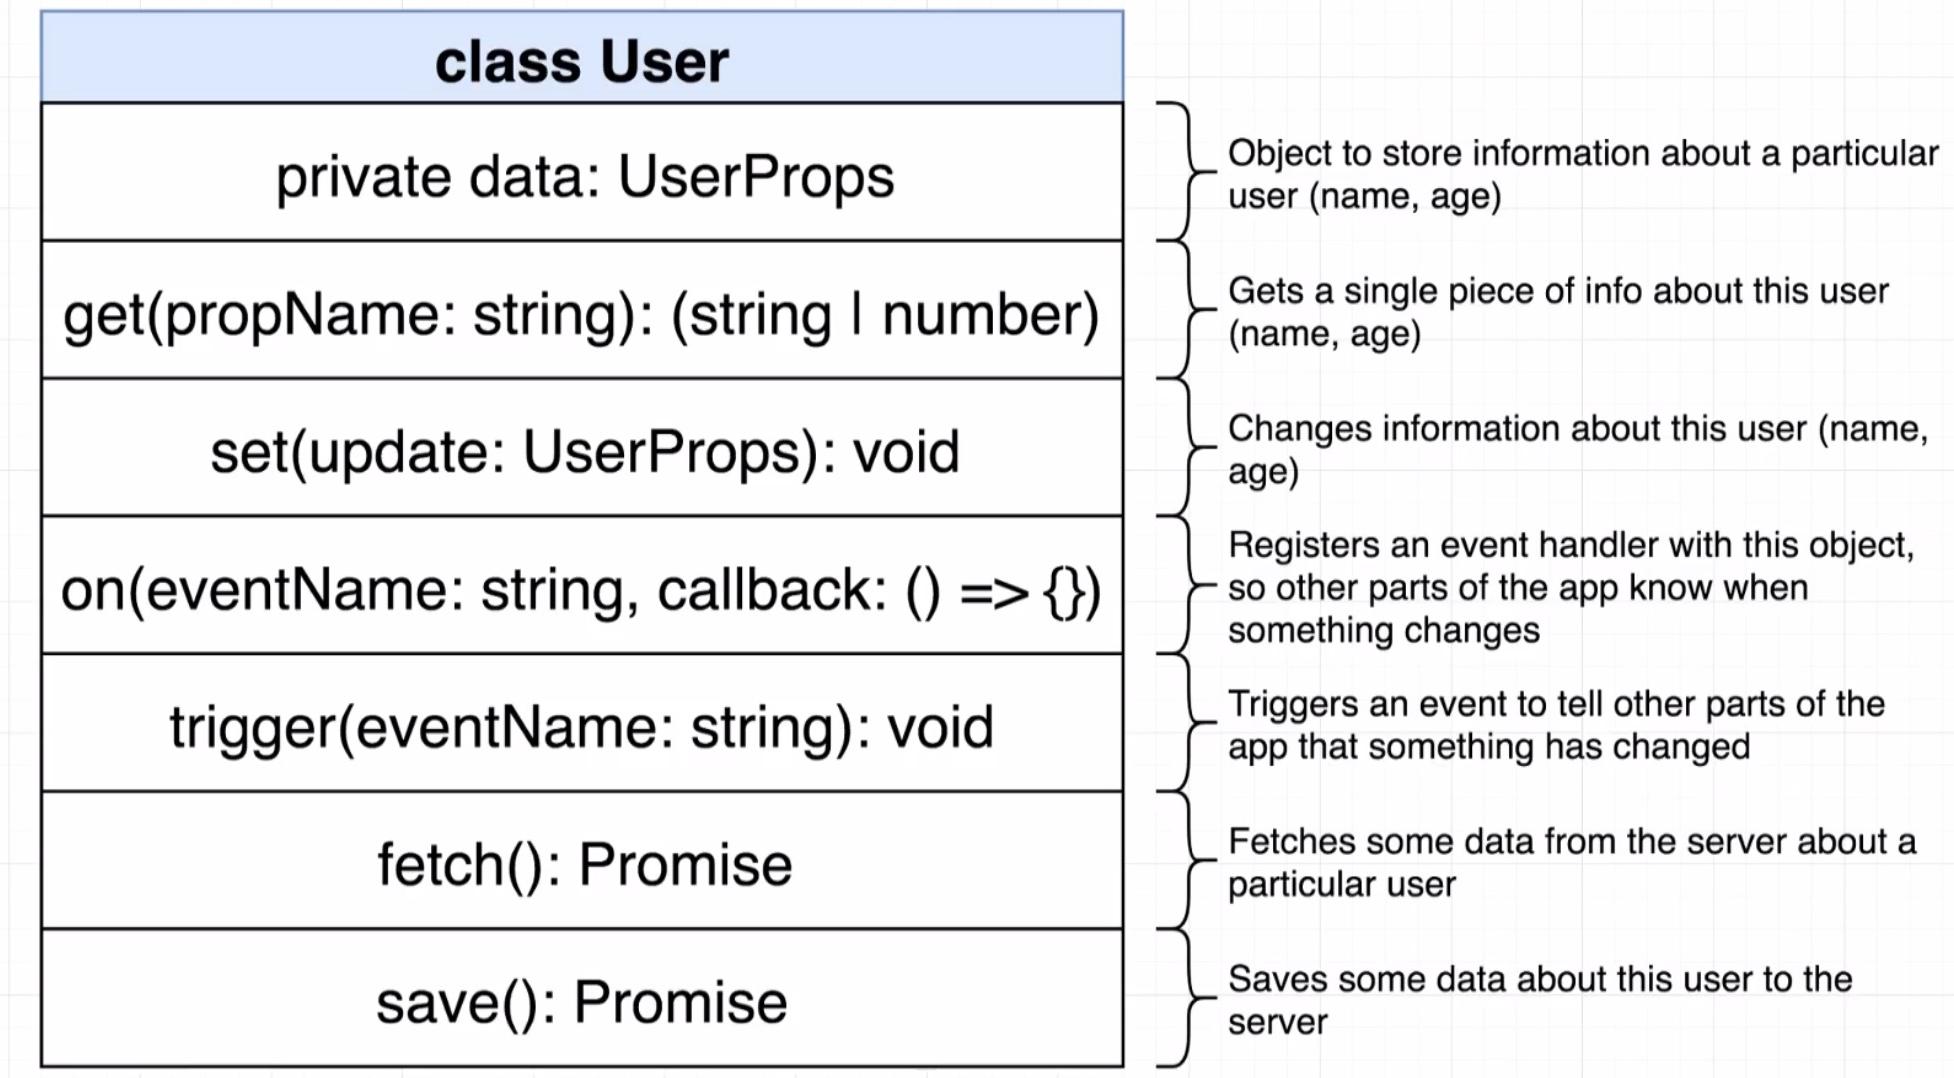 class User
private data: UserProps
Object to store information about a particular
user (name, age)
get(propName: string): (string | number)
Gets a single piece of info about this user
(name, age)
set(update: UserProps): void
Changes information about this user (name,
age)
on(eventName: string, callback: () => {})
Registers an event handler with this object,
so other parts of the app know when
something changes
trigger(eventName: string): void
Triggers an event to tell other parts of the
app that something has changed
fetch(): Promise
Fetches some data from the server about a
particular user
save(): Promise
Saves some data about this user to the
server